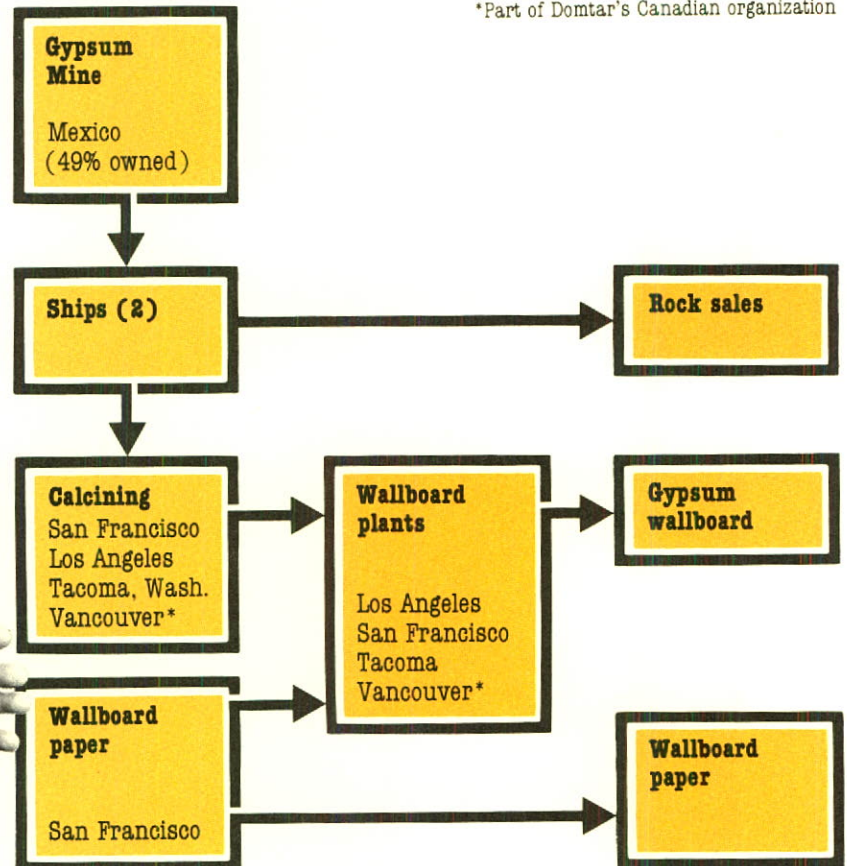 *Part of Domtar's Canadian organization
Gypsum
Mine
Mexico
(49% owned)
Ships (2)
Rock sales
Calcining
San Francisco
Los Angeles
Tacoma, Wash.
Vancouver*
Wallboard
plants
Los Angeles
San Francisco
Tacoma
Vancouver*
Gypsum
wallboard
Wallboard
paper
San Francisco
Wallboard
paper